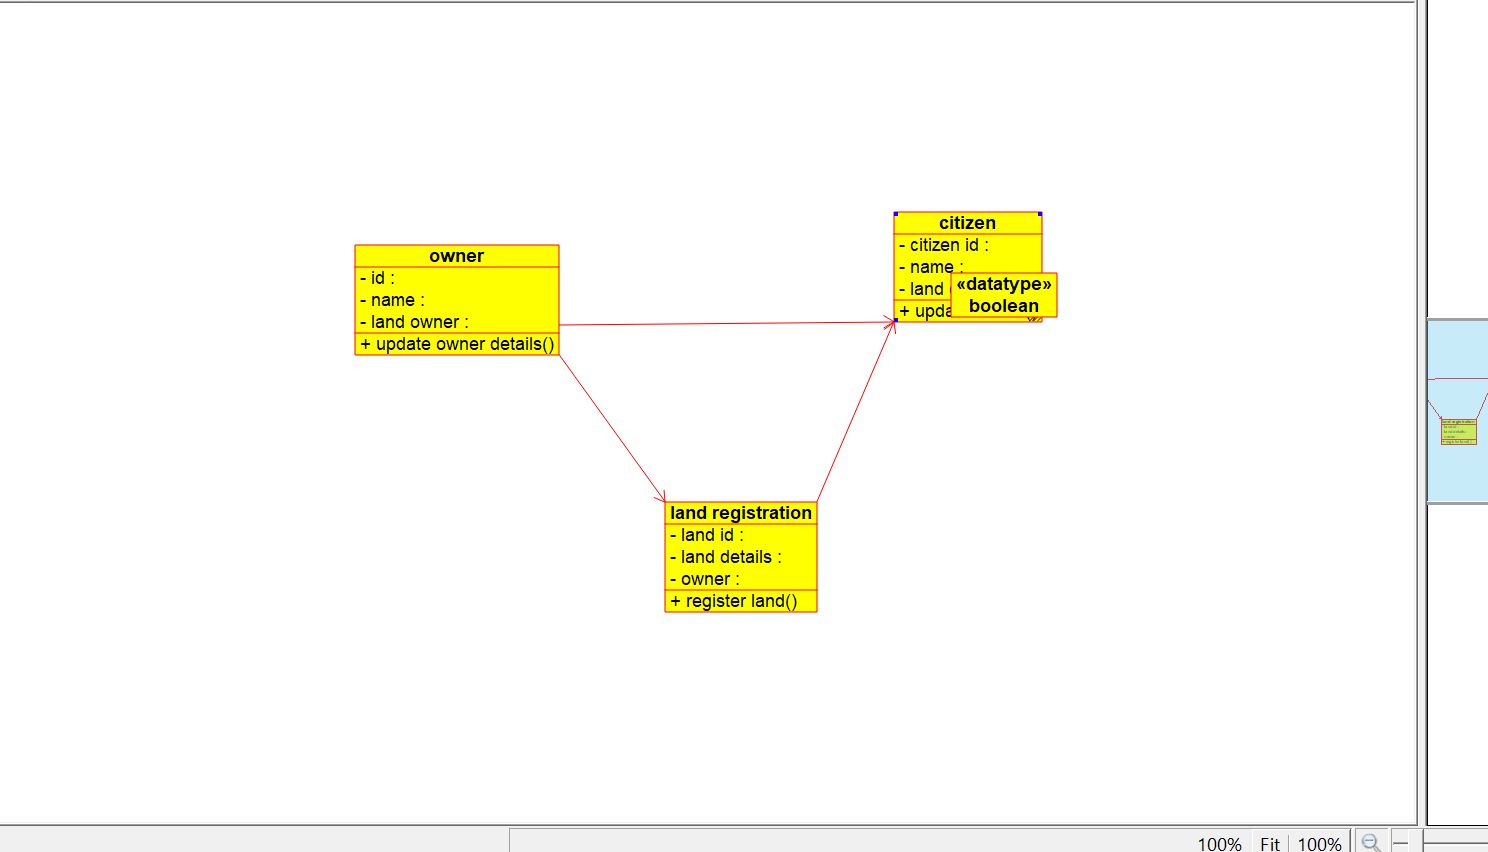 owner
- id :
- name :
- land owner :
+ update owner details()
citizen
- citizen id :
- name :
- land
+ upda
«datatype»
boolean
land registration
- land id :
- land details :
- owner :
+ register land()
100%
Fit
100%